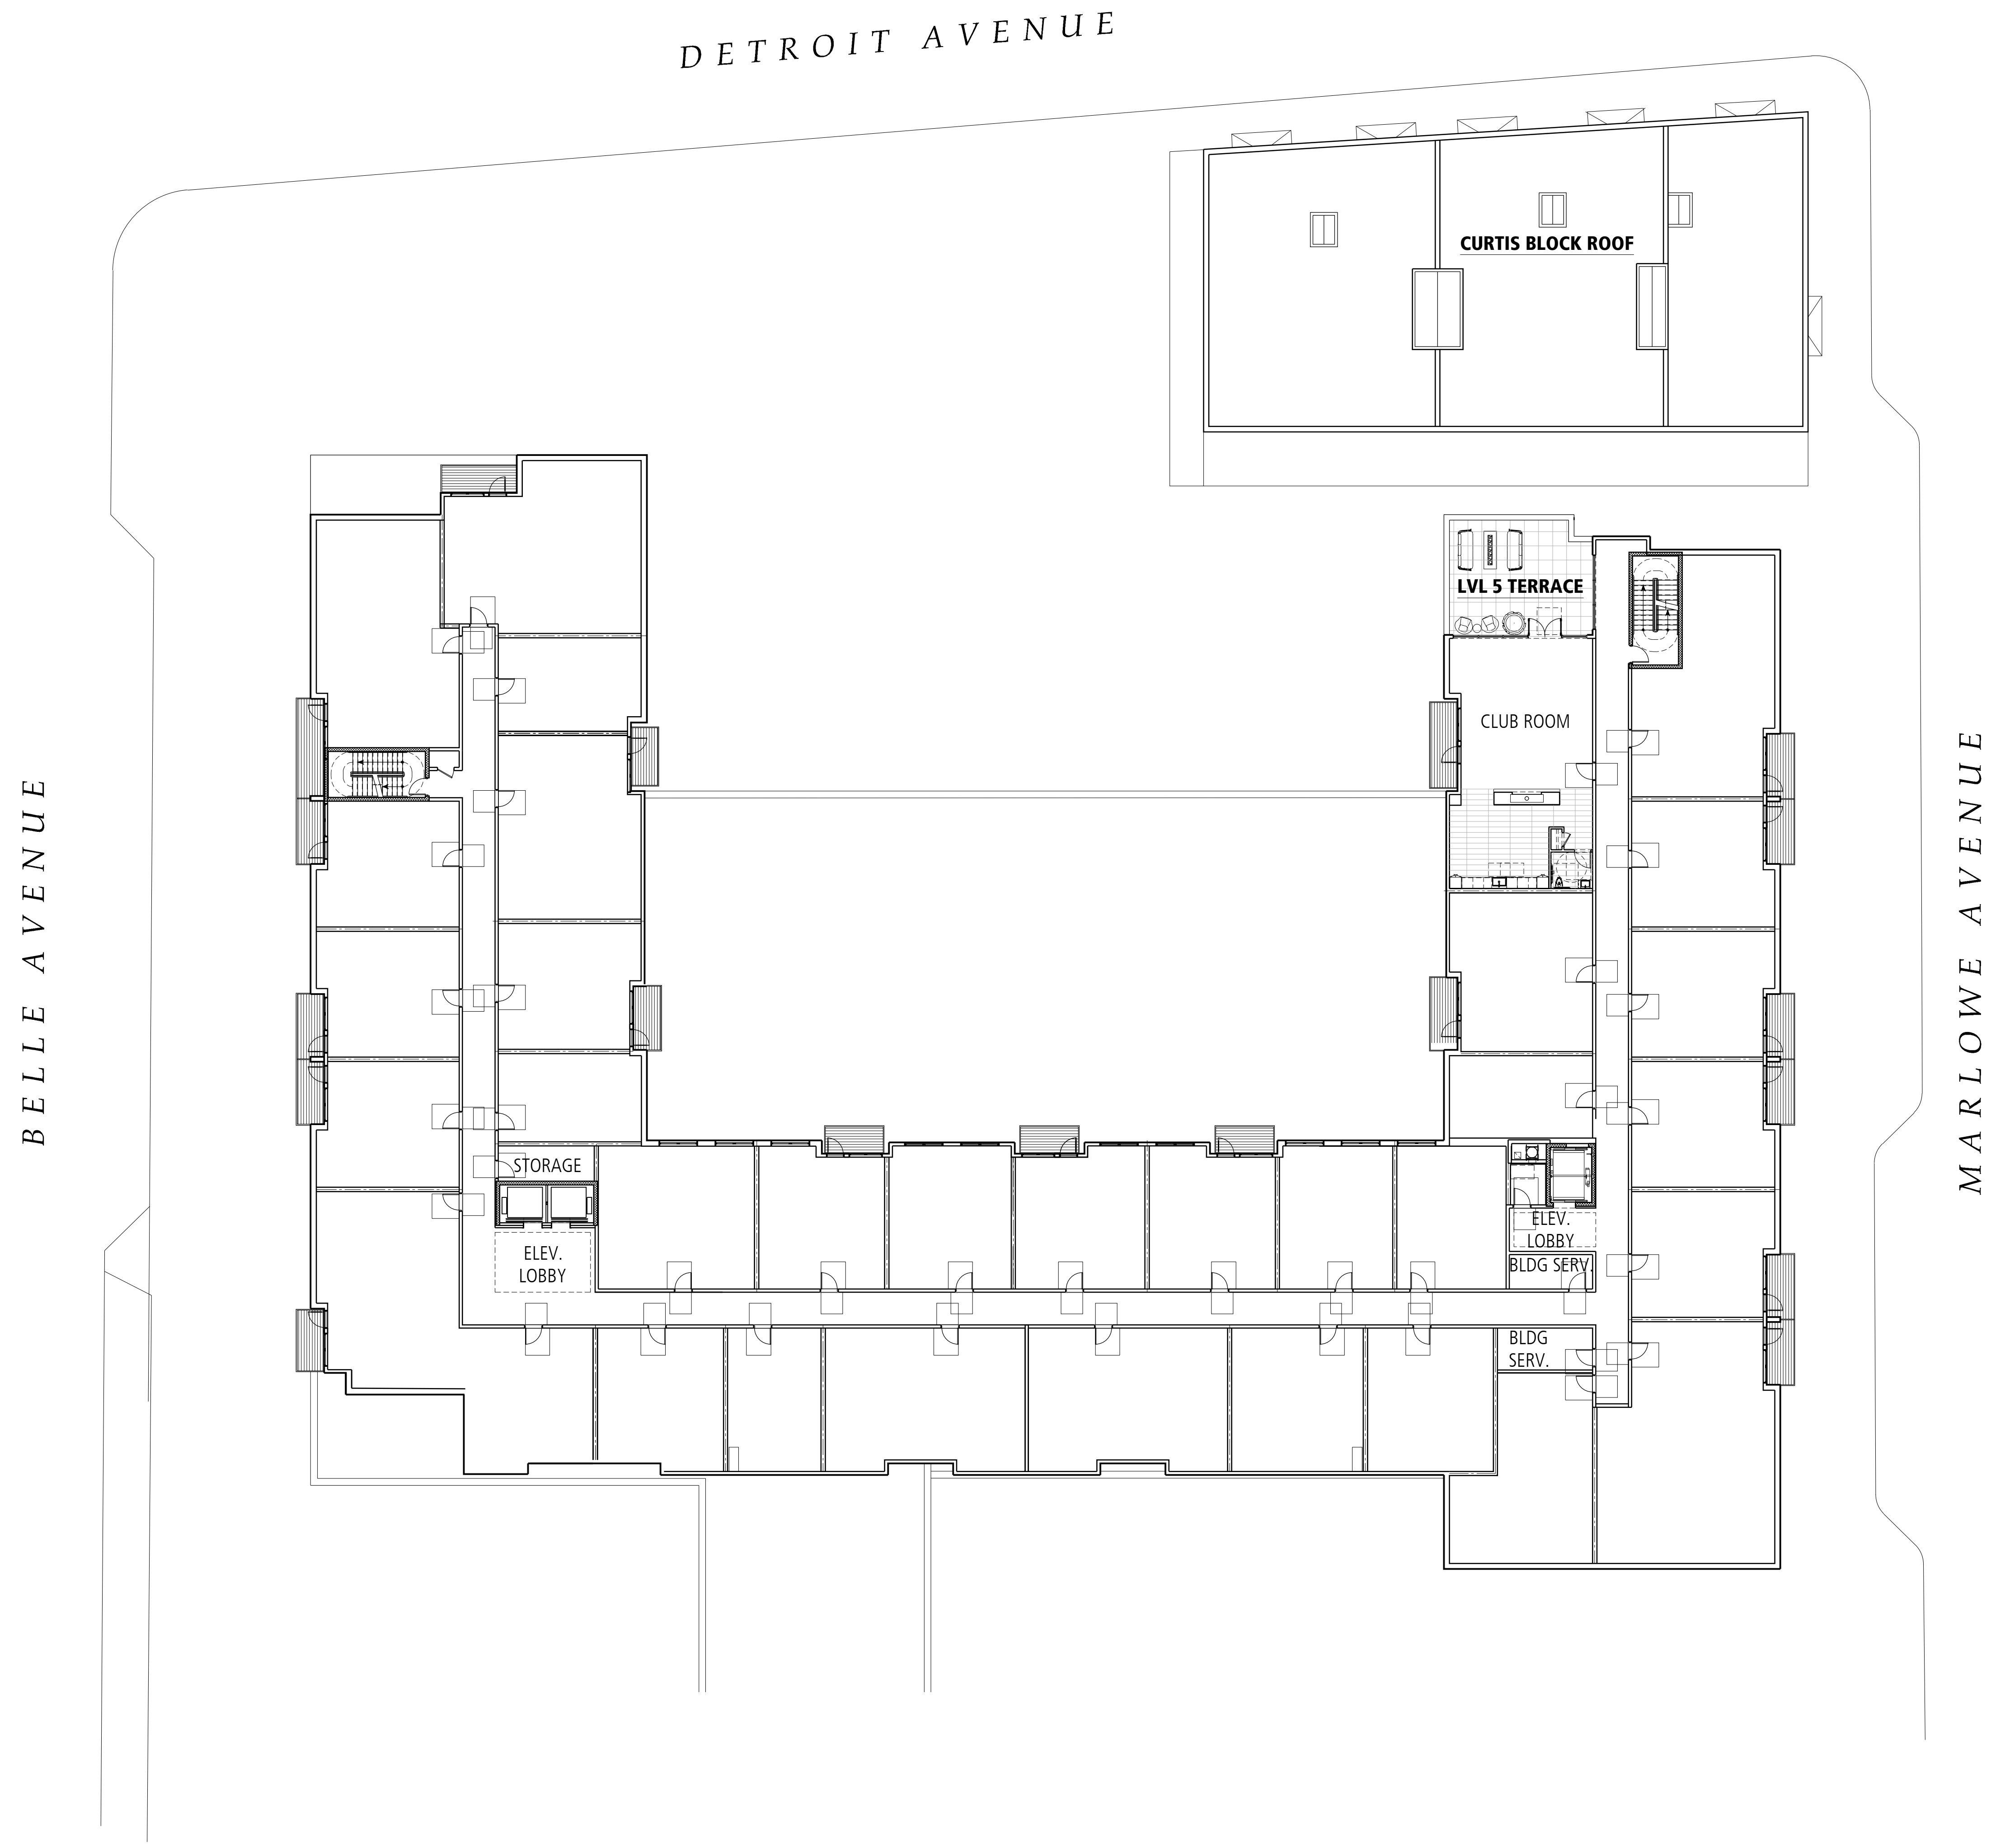 DETROIT AVENUE
CURTIS BLOCK ROOF
LVL 5 TERRACE
CLUB ROOM
BELLE AVENUE
MARLOWE AVENUE
STORAGE
ELEV.
LOBBY
ELEV.
LOBBY
BLDG SERV.
BLDG
SERV.